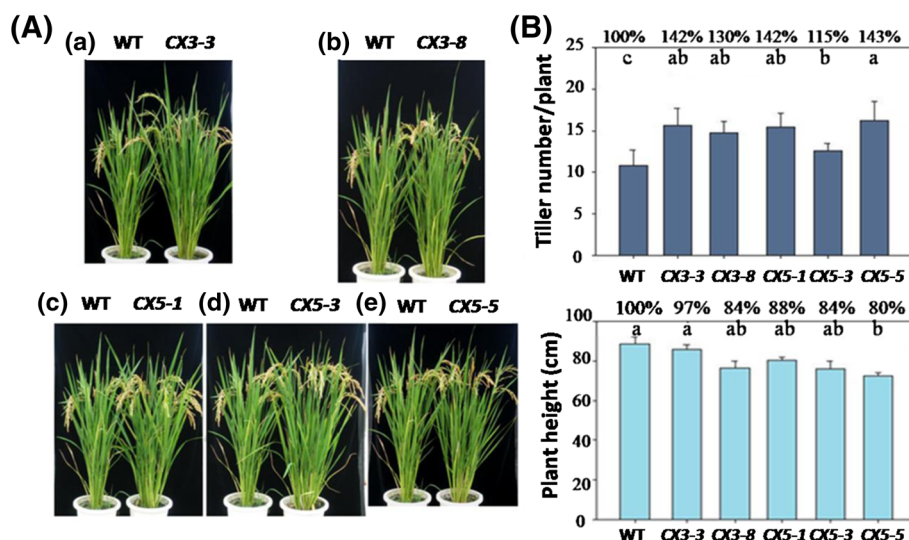 (A)
(a) WT CX3-3
(b) WT CX3-8
(c) WT CX5-1
(d) WT CX5-3
(e) WT CX5-5
(B)
100% 142% 130% 142% 115% 143%
c ab ab ab b a
25
20
15
10
5
0
Tiller number/plant
WT CX3-3 CX3-8 CX5-1 CX5-3 CX5-5
100% 97% 84% 88% 84% 80%
a a ab ab ab b
100
80
60
40
20
0
Plant height (cm)
WT CX3-3 CX3-8 CX5-1 CX5-3 CX5-5